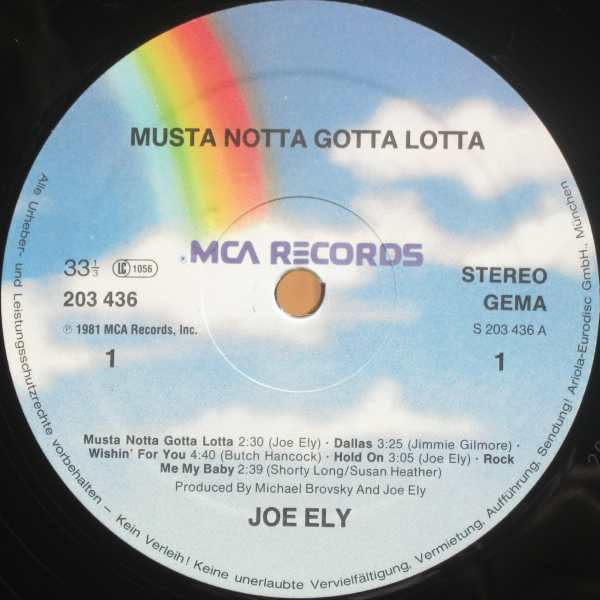 MUSTA NOTTA GOTTA LOTTA
MCA RECORDS
33⅓ LC 1056
203 436
℗ 1981 MCA Records, Inc.
1
STEREO
GEMA
S 203 436 A
1
Musta Notta Gotta Lotta 2:30 (Joe Ely) · Dallas 3:25 (Jimmie Gilmore) ·
Wishin' For You 4:40 (Butch Hancock) · Hold On 3:05 (Joe Ely) · Rock
Me My Baby 2:39 (Shorty Long/Susan Heather)
Produced By Michael Brovsky And Joe Ely
JOE ELY
Alle Urheber- und Leistungsschutzrechte vorbehalten – Kein Verleih! Keine unerlaubte Vervielfältigung, Vermietung, Aufführung, Sendung! Ariola-Eurodisc GmbH., München